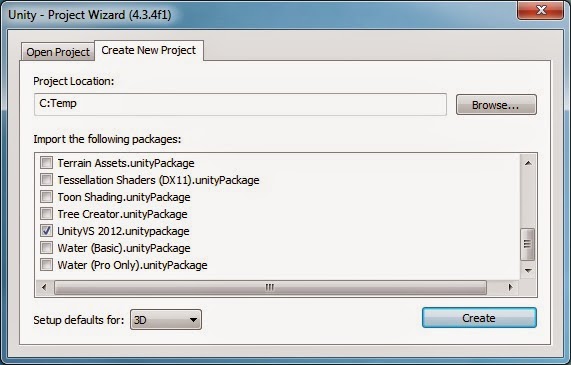 Unity - Project Wizard (4.3.4f1)
Open Project
Create New Project
Project Location:
C:Temp
Browse...
Import the following packages:
Terrain Assets.unityPackage
Tessellation Shaders (DX11).unityPackage
Toon Shading.unityPackage
Tree Creator.unityPackage
UnityVS 2012.unitypackage
Water (Basic).unityPackage
Water (Pro Only).unityPackage
Setup defaults for:
3D
Create